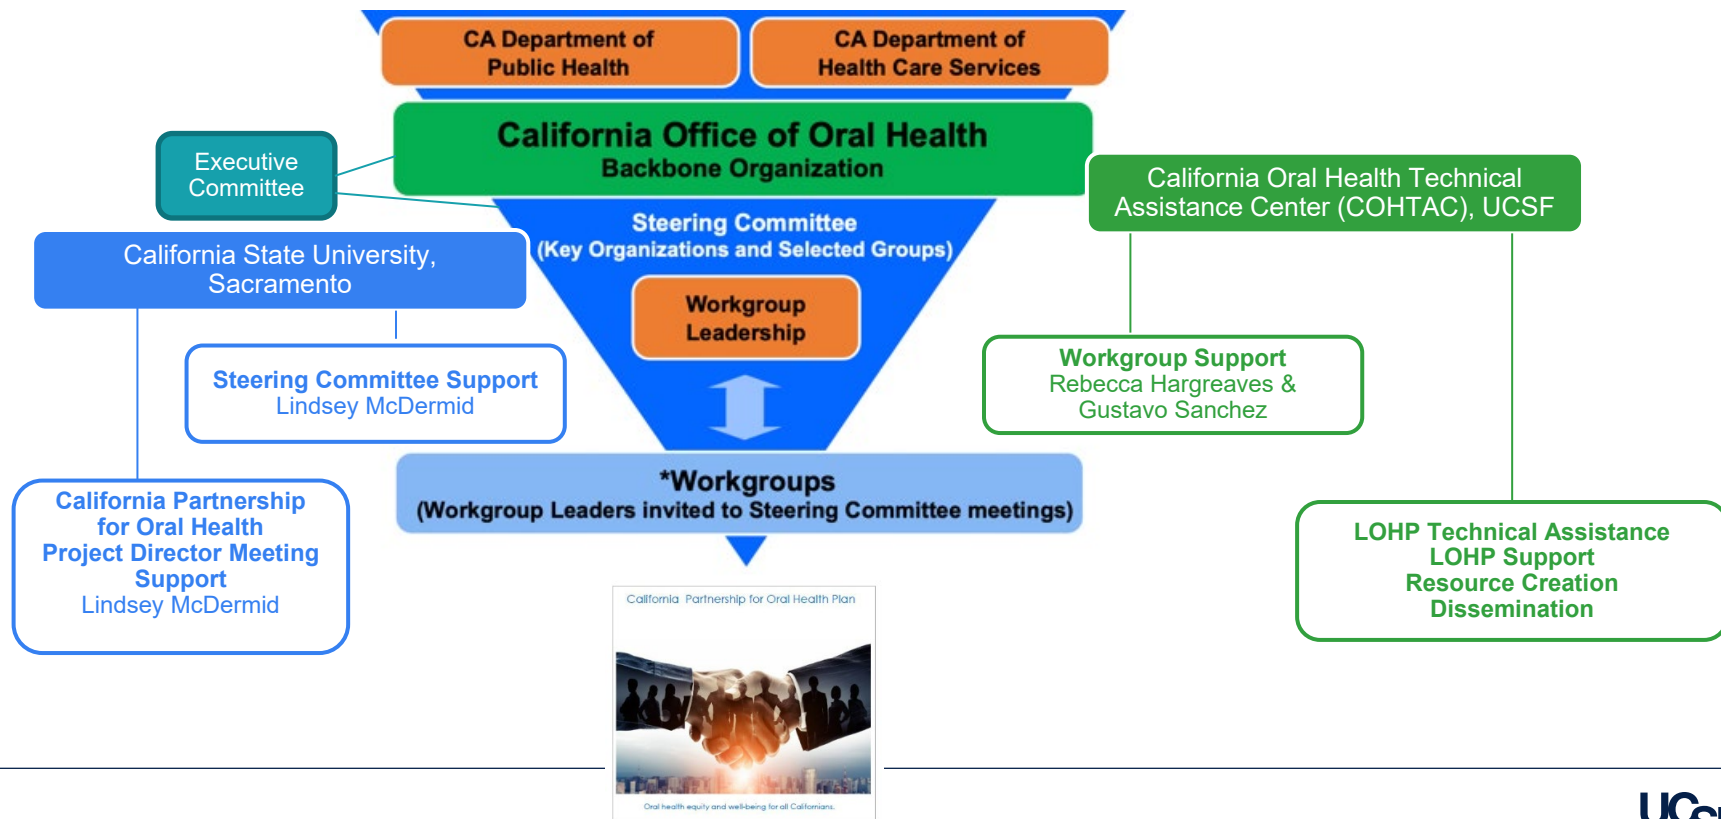 CA Department of
Public Health
CA Department of
Health Care Services
California Office of Oral Health
Backbone Organization
Executive
Committee
California Oral Health Technical
Assistance Center (COHTAC), UCSF
Steering Committee
(Key Organizations and Selected Groups)
California State University,
Sacramento
Workgroup
Leadership
Steering Committee Support
Lindsey McDermid
Workgroup Support
Rebecca Hargreaves &
Gustavo Sanchez
*Workgroups
(Workgroup Leaders invited to Steering Committee meetings)
California Partnership
for Oral Health
Project Director Meeting
Support
Lindsey McDermid
LOHP Technical Assistance
LOHP Support
Resource Creation
Dissemination
California Partnership for Oral Health Plan
Oral health equity and well-being for all Californians.